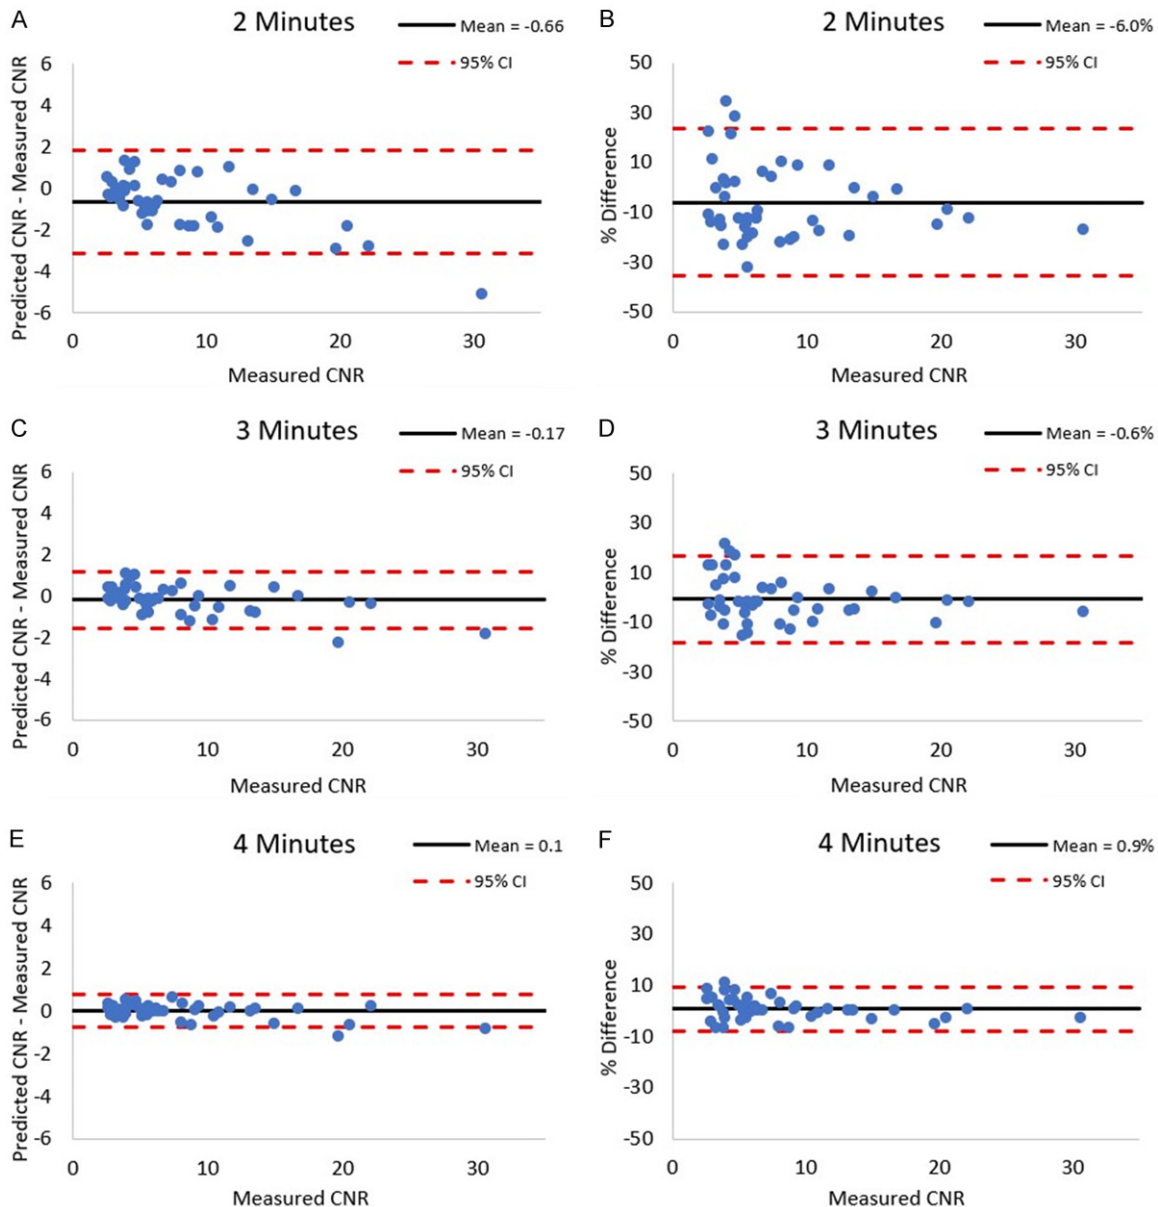 A
2 Minutes
Mean = -0.66
95% CI
Predicted CNR - Measured CNR
6
4
2
0
-2
-4
-6
0 10 20 30
Measured CNR
B
2 Minutes
Mean = -6.0%
95% CI
% Difference
50
30
10
-10
-30
-50
0 10 20 30
Measured CNR
C
3 Minutes
Mean = -0.17
95% CI
Predicted CNR - Measured CNR
6
4
2
0
-2
-4
-6
0 10 20 30
Measured CNR
D
3 Minutes
Mean = -0.6%
95% CI
% Difference
50
30
10
-10
-30
-50
0 10 20 30
Measured CNR
E
4 Minutes
Mean = 0.1
95% CI
Predicted CNR - Measured CNR
6
4
2
0
-2
-4
-6
0 10 20 30
Measured CNR
F
4 Minutes
Mean = 0.9%
95% CI
% Difference
50
30
10
-10
-30
-50
0 10 20 30
Measured CNR